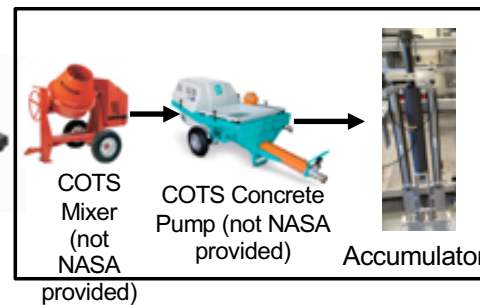 COTS
Mixer
(not
NASA
provided)
COTS Concrete
Pump (not NASA
provided)
Accumulator